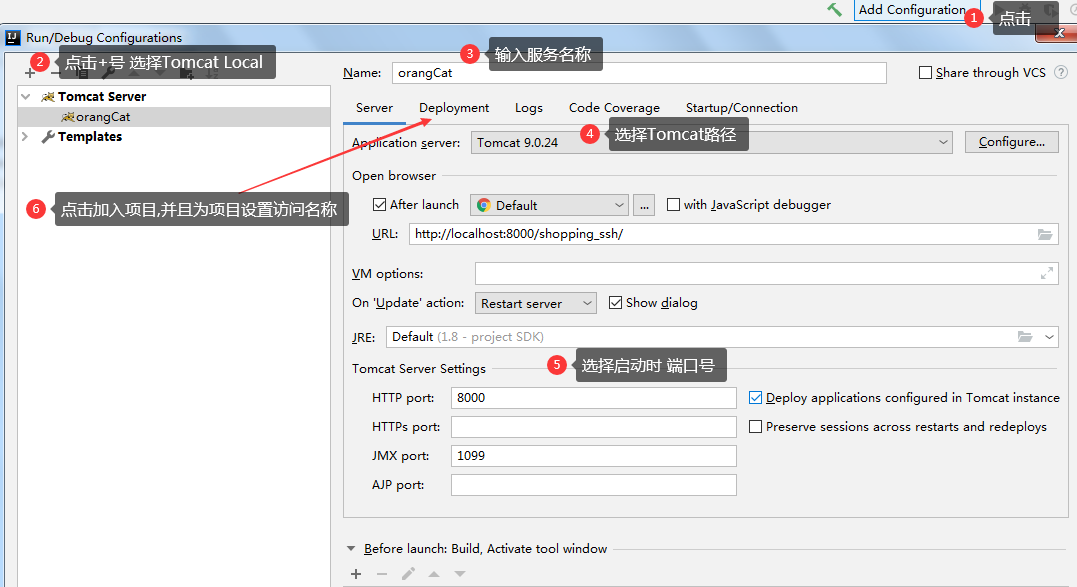 Add Configuration
1 点击
Run/Debug Configurations
2 点击+号 选择Tomcat Local
3 输入服务名称
Name: orangCat
Share through VCS
Tomcat Server
orangCat
Templates
Server Deployment Logs Code Coverage Startup/Connection
4 选择Tomcat路径
Application server: Tomcat 9.0.24 Configure...
Open browser
6 点击加入项目,并且为项目设置访问名称
After launch Default ... with JavaScript debugger
URL: http://localhost:8000/shopping_ssh/
VM options:
On 'Update' action: Restart server Show dialog
JRE: Default (1.8 - project SDK)
5 选择启动时 端口号
Tomcat Server Settings
HTTP port: 8000 Deploy applications configured in Tomcat instance
HTTPs port: Preserve sessions across restarts and redeploys
JMX port: 1099
AJP port:
Before launch: Build, Activate tool window